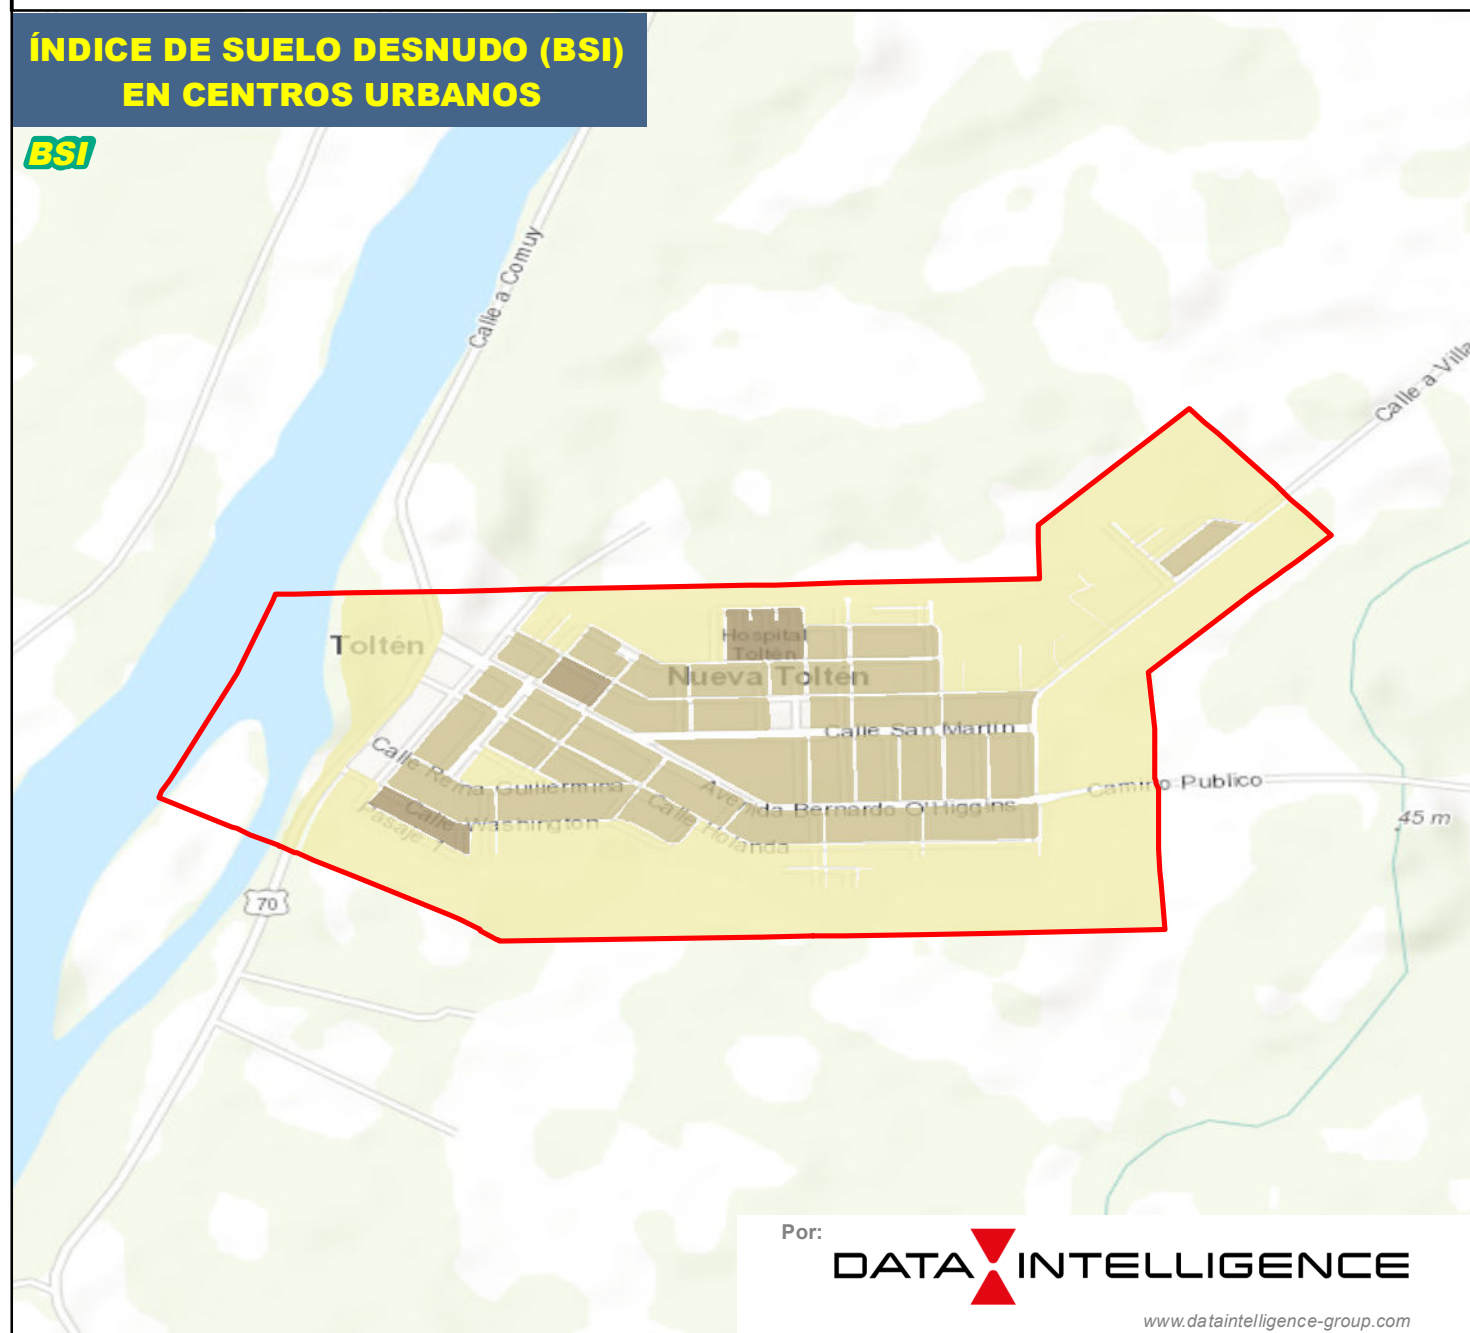 ÍNDICE DE SUELO DESNUDO (BSI)
EN CENTROS URBANOS
BSI
Calle a Comuy
Calle a Villa
Toltén
Hospital
Toltén
Nueva Toltén
Calle San Martín
Calle Reina Guillermina
Avenida Bernardo O'Higgins
Camino Publico
Calle Washington
Calle Holanda
Pasaje 1
45 m
70
Por:
DATA INTELLIGENCE
www.dataintelligence-group.com